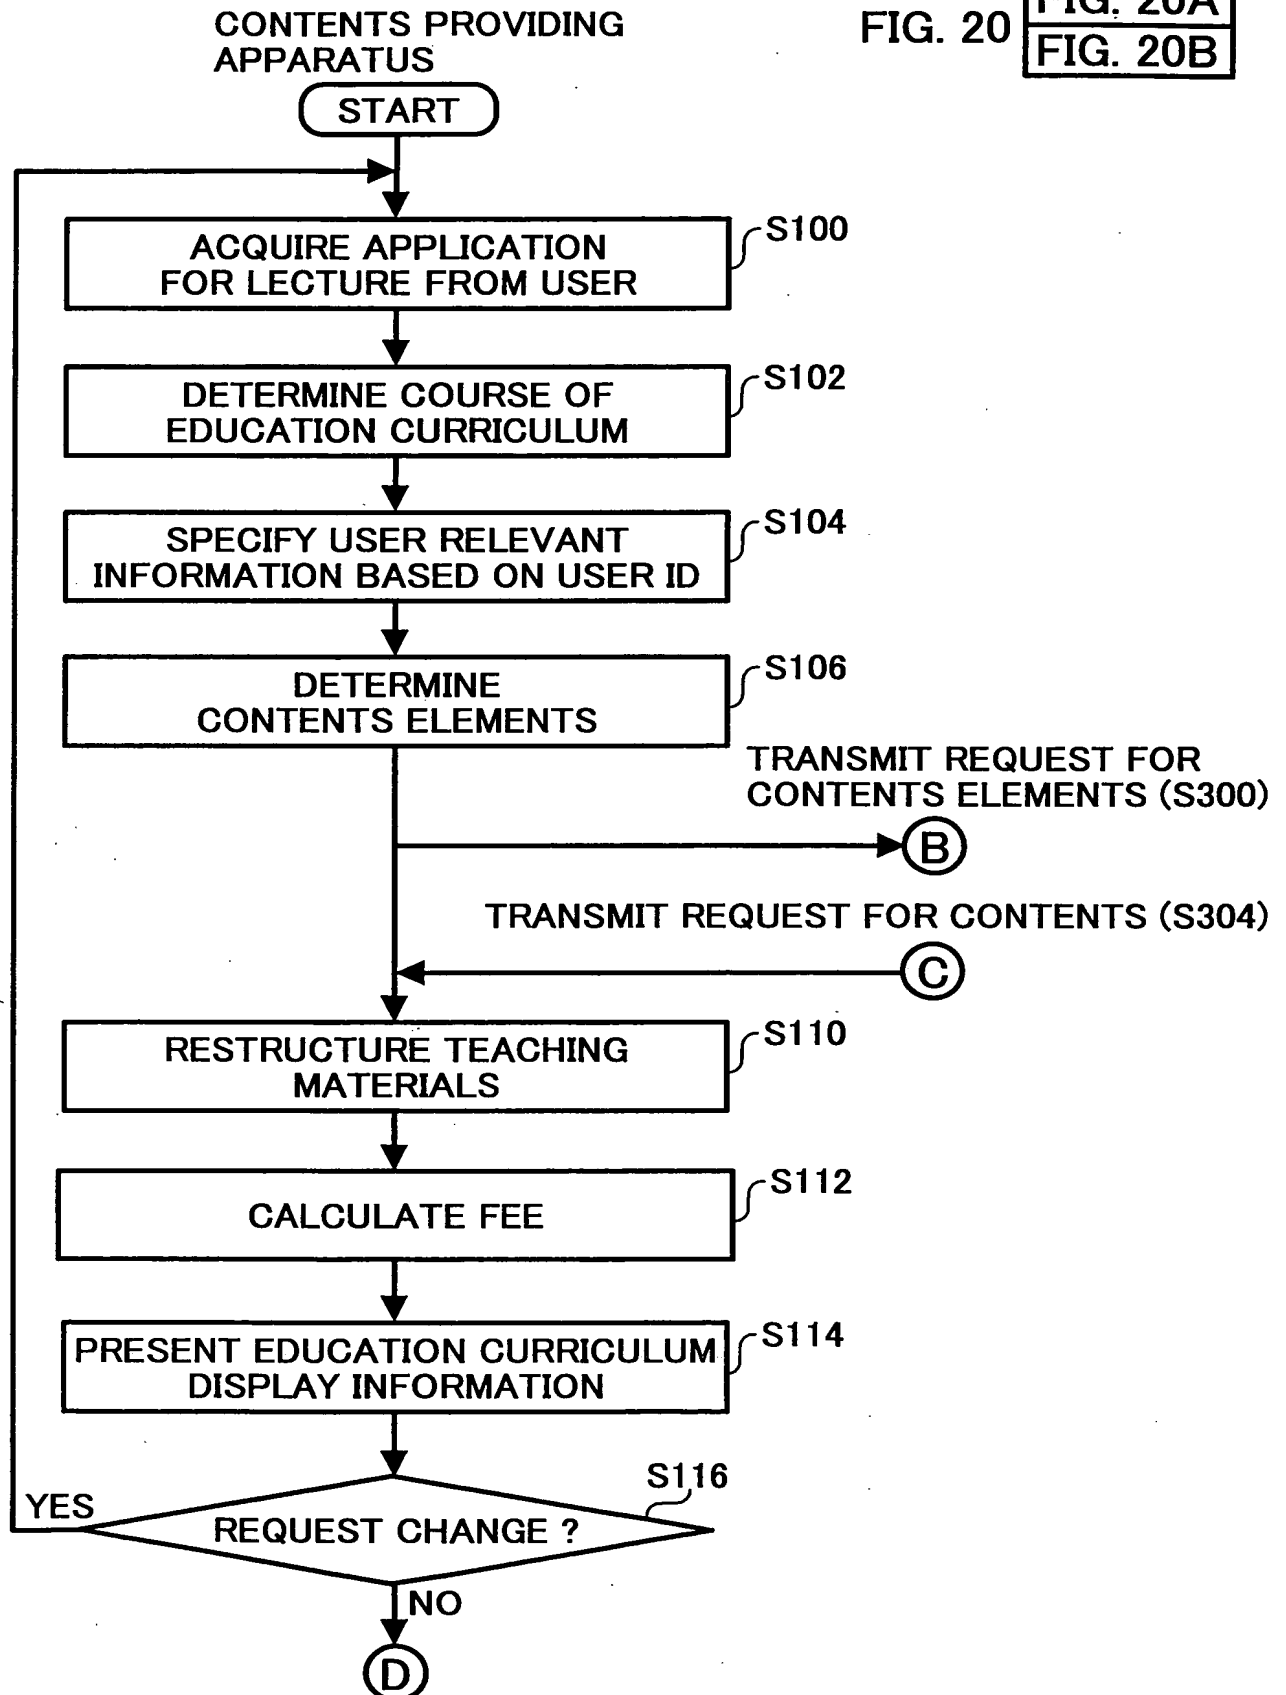 CONTENTS PROVIDING
APPARATUS
FIG. 20
FIG. 20A
FIG. 20B
START
ACQUIRE APPLICATION
FOR LECTURE FROM USER
S100
DETERMINE COURSE OF
EDUCATION CURRICULUM
S102
SPECIFY USER RELEVANT
INFORMATION BASED ON USER ID
S104
DETERMINE
CONTENTS ELEMENTS
S106
TRANSMIT REQUEST FOR
CONTENTS ELEMENTS (S300)
B
TRANSMIT REQUEST FOR CONTENTS (S304)
C
RESTRUCTURE TEACHING
MATERIALS
S110
CALCULATE FEE
S112
PRESENT EDUCATION CURRICULUM
DISPLAY INFORMATION
S114
S116
YES
REQUEST CHANGE ?
NO
D